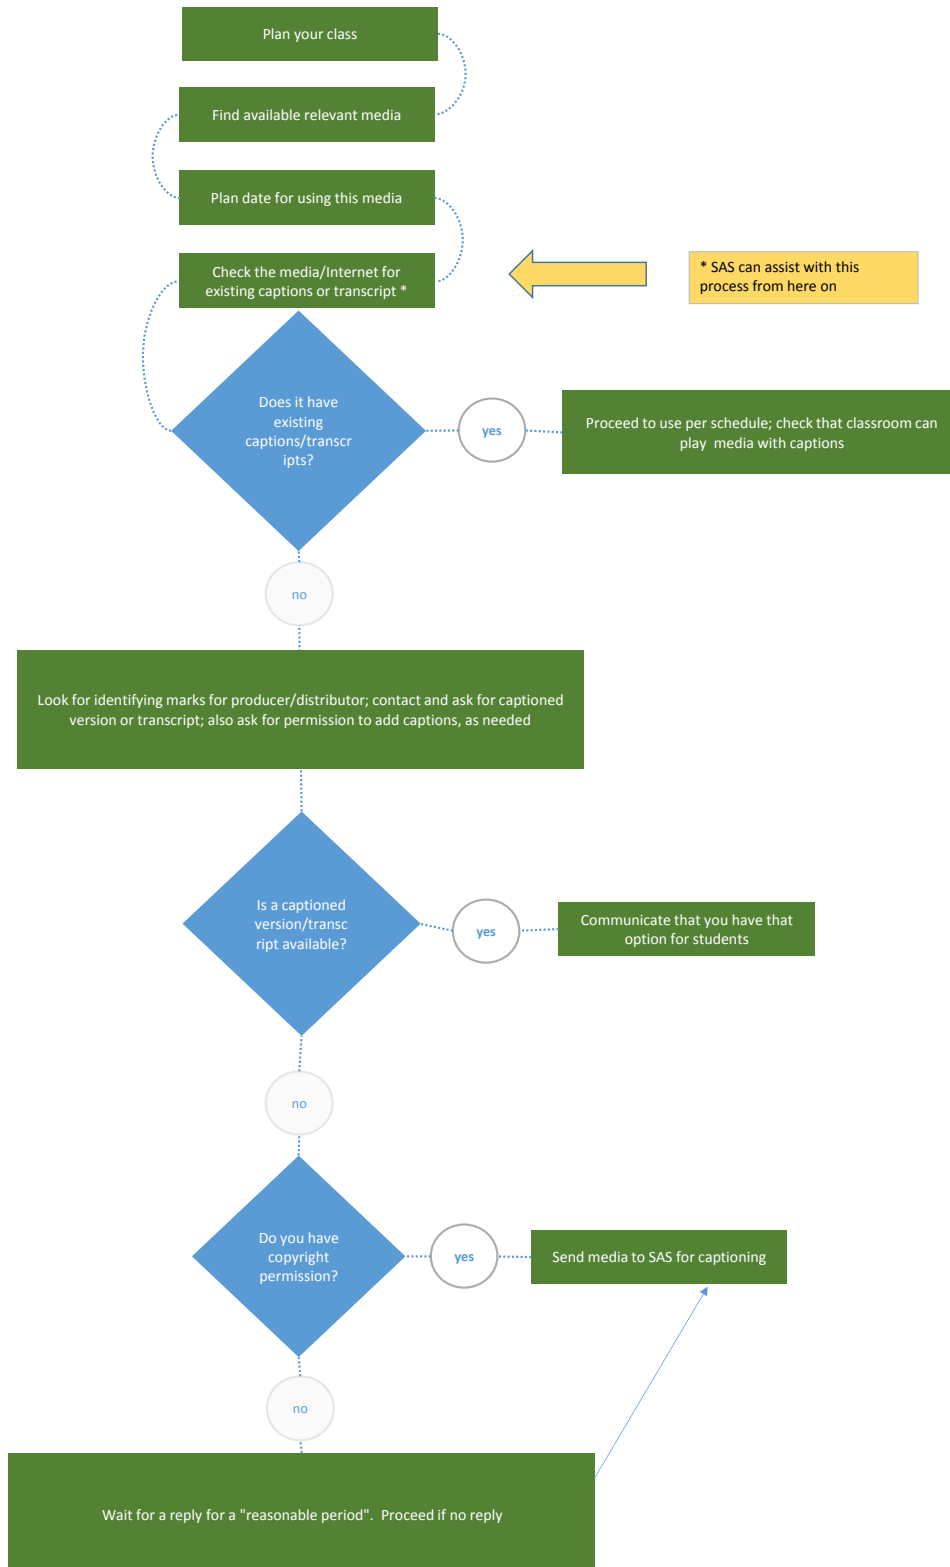 Plan your class
Find available relevant media
Plan date for using this media
Check the media/Internet for
existing captions or transcript *
* SAS can assist with this
process from here on
Does it have
existing
captions/transcr
ipts?
yes
Proceed to use per schedule; check that classroom can
play media with captions
no
Look for identifying marks for producer/distributor; contact and ask for captioned
version or transcript; also ask for permission to add captions, as needed
Is a captioned
version/transc
ript available?
yes
Communicate that you have that
option for students
no
Do you have
copyright
permission?
yes
Send media to SAS for captioning
no
Wait for a reply for a "reasonable period". Proceed if no reply